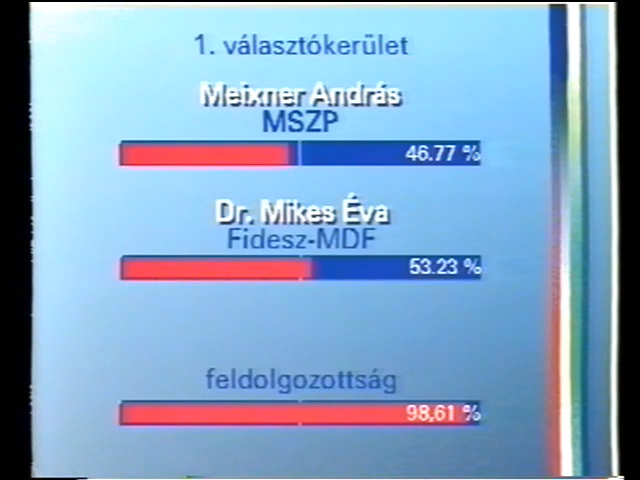 1. választókerület
Meixner András
MSZP
46.77 %
Dr. Mikes Éva
Fidesz-MDF
53.23 %
feldolgozottság
98,61 %